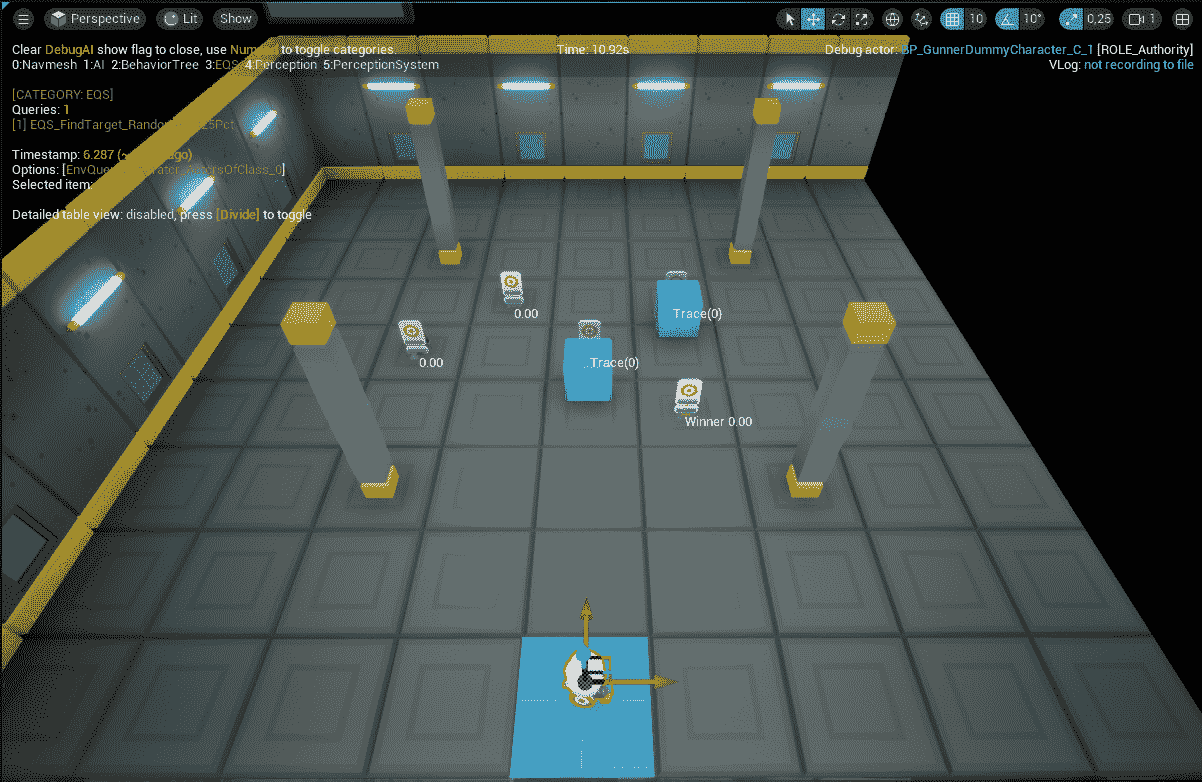 Perspective
Lit
Show
10
10°
0,25
1
Clear DebugAI show flag to close, use Num to toggle categories.
Time: 10.92s
Debug actor: BP_GunnerDummyCharacter_C_1 [ROLE_Authority]
0:Navmesh 1:AI 2:BehaviorTree 3:EQS 4:Perception 5:PerceptionSystem
VLog: not recording to file
[CATEGORY: EQS]
Queries: 1
[1] EQS_FindTarget_Random
Timestamp: 6.287 ago)
Options: [
Selected item:
Detailed table view: disabled, press [Divide] to toggle
0.00
Trace(0)
0.00
Trace(0)
Winner 0.00